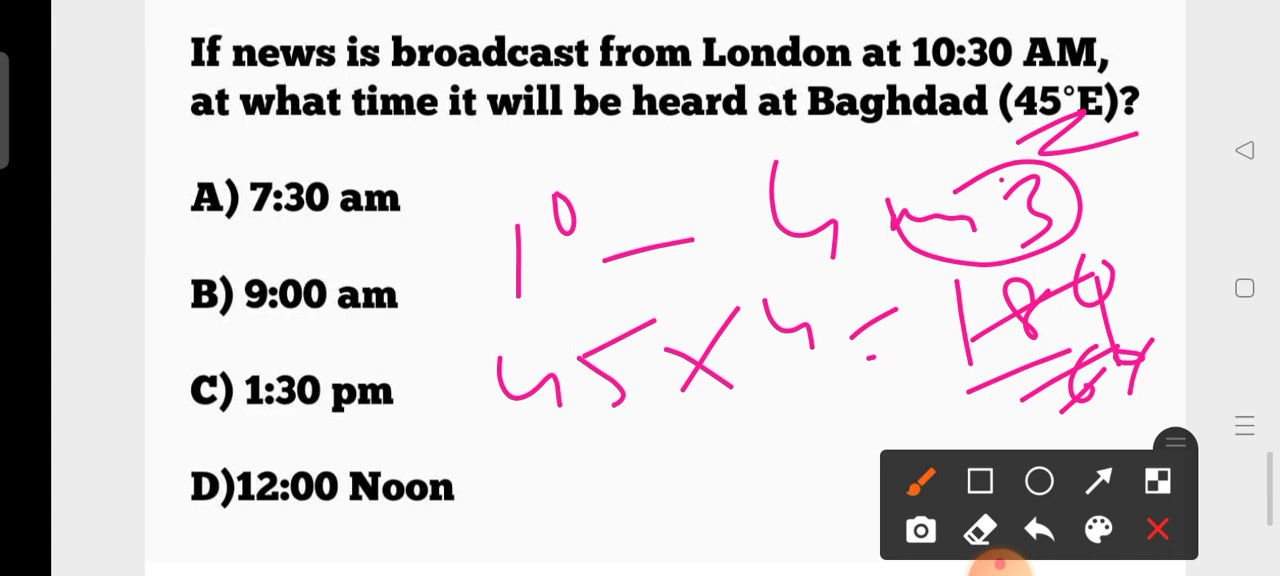 If news is broadcast from London at 10:30 AM,
at what time it will be heard at Baghdad (45°E)?
A) 7:30 am
B) 9:00 am
C) 1:30 pm
D)12:00 Noon
1° — 4 m 3
45 × 4 = 180